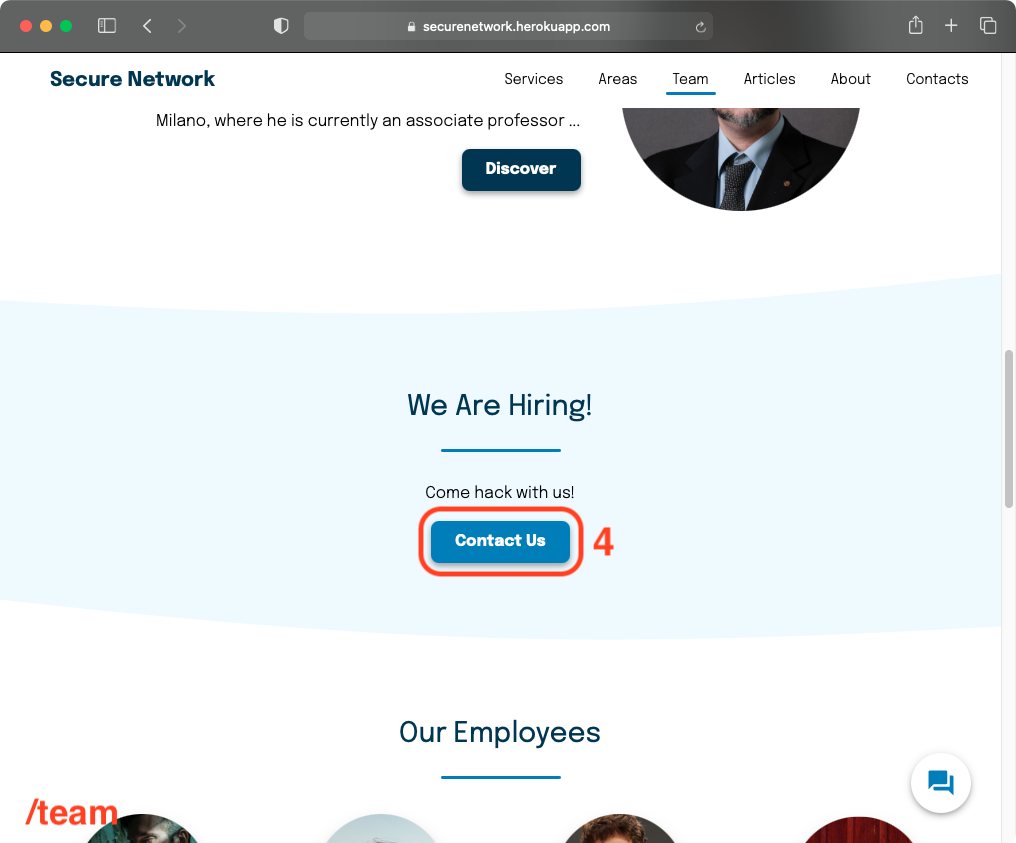 securenetwork.herokuapp.com
Secure Network
Services
Areas
Team
Articles
About
Contacts
Milano, where he is currently an associate professor ...
Discover
We Are Hiring!
Come hack with us!
Contact Us
4
Our Employees
/team